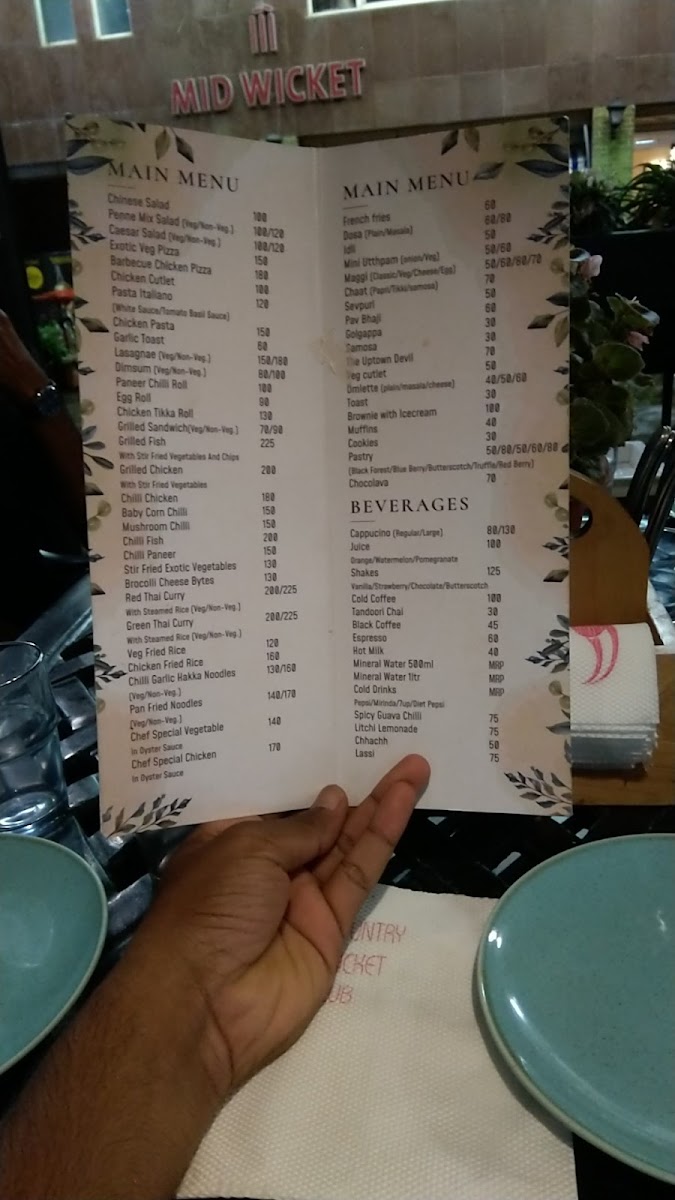 MID WICKET
MAIN MENU
Chinese Salad 100
Penne Mix Salad (Veg/Non-Veg.) 100/120
Caesar Salad (Veg/Non-Veg.) 100/120
Exotic Veg Pizza 150
Barbecue Chicken Pizza 180
Chicken Cutlet 100
Pasta Italiano 120
(White Sauce/Tomato Basil Sauce)
Chicken Pasta 150
Garlic Toast 60
Lasagnae (Veg/Non-Veg.) 150/180
Dimsum (Veg/Non-Veg.) 80/100
Paneer Chilli Roll 100
Egg Roll 90
Chicken Tikka Roll 130
Grilled Sandwich(Veg/Non-Veg.) 70/90
Grilled Fish 225
With Stir Fried Vegetables And Chips
Grilled Chicken 200
With Stir Fried Vegetables
Chilli Chicken 180
Baby Corn Chilli 150
Mushroom Chilli 150
Chilli Fish 200
Chilli Paneer 150
Stir Fried Exotic Vegetables 130
Brocolli Cheese Bytes 130
Red Thai Curry 200/225
With Steamed Rice (Veg/Non-Veg.)
Green Thai Curry 200/225
With Steamed Rice (Veg/Non-Veg.)
Veg Fried Rice 120
Chicken Fried Rice 160
Chilli Garlic Hakka Noodles 130/160
(Veg/Non-Veg.)
Pan Fried Noodles 140/170
(Veg/Non-Veg.)
Chef Special Vegetable 140
In Oyster Sauce
Chef Special Chicken 170
In Oyster Sauce
MAIN MENU
French fries 60
Dosa (Plain/Masala) 60/80
Idli 50
Mini Utthpam (onion/Veg) 50/60
Maggi (Classic/Veg/Cheese/Egg) 50/60/60/70
Chaat (Papri/Tikki/samosa) 70
Sevpuri 50
Pav Bhaji 60
Golgappa 30
Samosa 30
The Uptown Devil 70
Veg cutlet 50
Omlette (plain/masala/cheese) 40/50/60
Toast 30
Brownie with Icecream 100
Muffins 40
Cookies 30
Pastry 50/80/50/60/80
(Black Forest/Blue Berry/Butterscotch/Truffle/Red Berry)
Chocolava 70
BEVERAGES
Cappucino (Regular/Large) 80/130
Juice 100
Orange/Watermelon/Pomegranate
Shakes 125
Vanilla/Strawberry/Chocolate/Butterscotch
Cold Coffee 100
Tandoori Chai 30
Black Coffee 45
Espresso 60
Hot Milk 40
Mineral Water 500ml MRP
Mineral Water 1ltr MRP
Cold Drinks MRP
Pepsi/Mirinda/7up/Diet Pepsi
Spicy Guava Chilli 75
Litchi Lemonade 75
Chhachh 50
Lassi 75